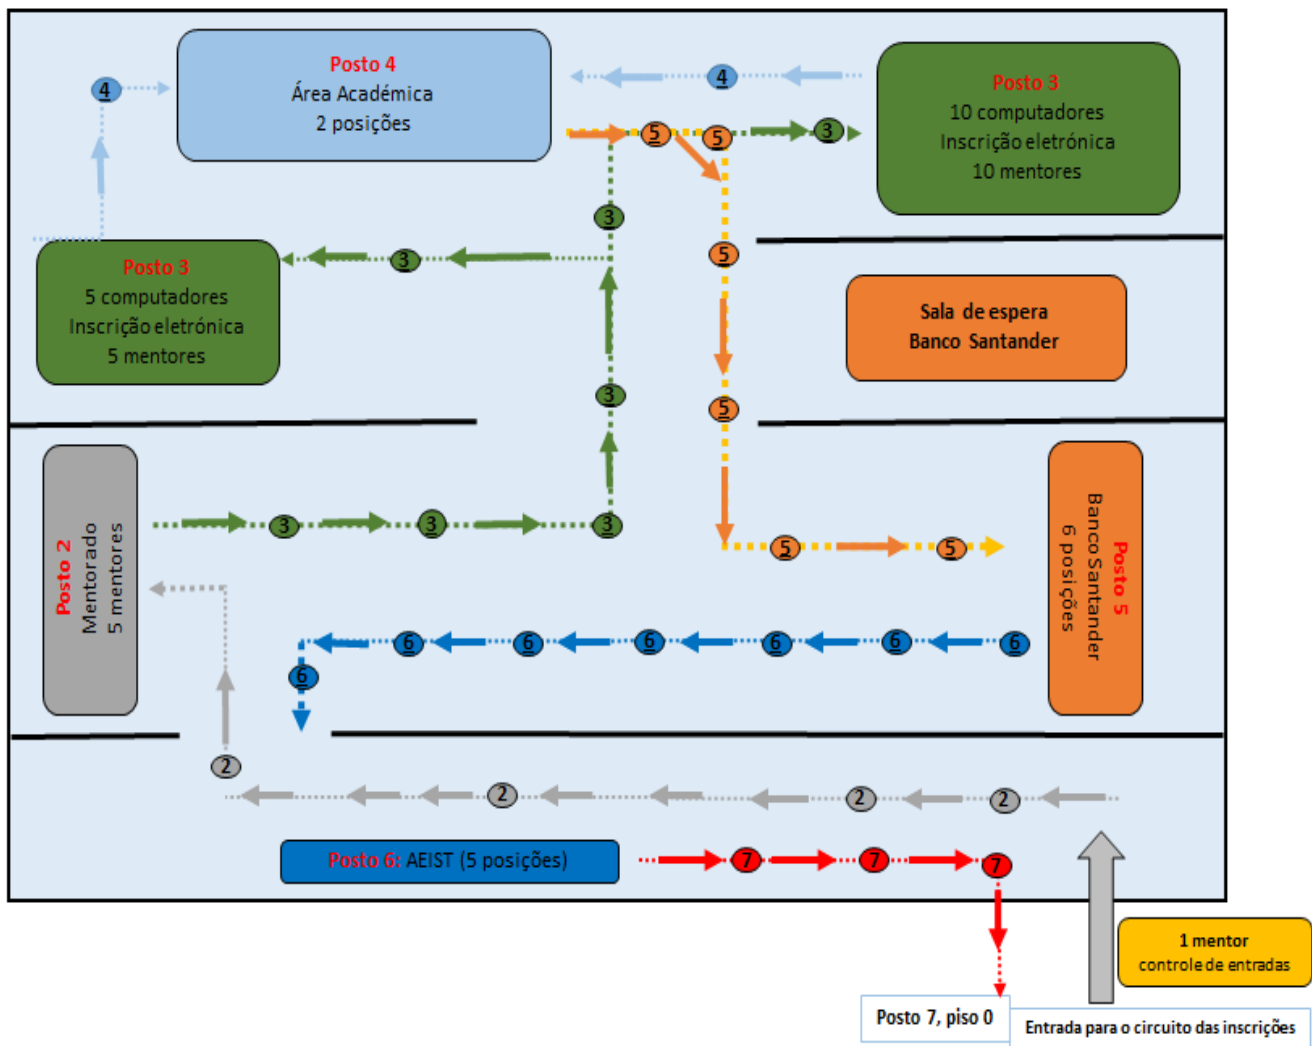 Posto 4
Área Académica
2 posições
4
4
Posto 3
10 computadores
Inscrição eletrónica
10 mentores
5
5
3
3
3
5
Posto 3
5 computadores
Inscrição eletrónica
5 mentores
Sala de espera
Banco Santander
3
5
Posto 2
Mentorado
5 mentores
3
3
3
5
5
Posto 5
Banco Santander
6 posições
6
6
6
6
6
6
6
2
2
2
2
Posto 6: AEIST (5 posições)
7
7
7
1 mentor
controle de entradas
Posto 7, piso 0
Entrada para o circuito das inscrições